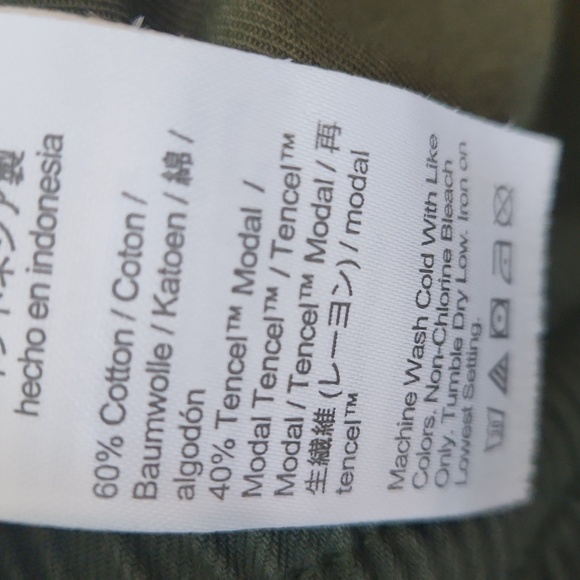 hecho en indonesia
60% Cotton / Coton /
Baumwolle / Katoen / 綿 /
algodón
40% Tencel™ Modal /
Modal Tencel™ / Tencel™
Modal / Tencel™ Modal / 再
生繊維 (レーヨン) / modal
tencel™
Machine Wash Cold With Like
Colors. Non-Chlorine Bleach
Only. Tumble Dry Low. Iron on
Lowest Setting.